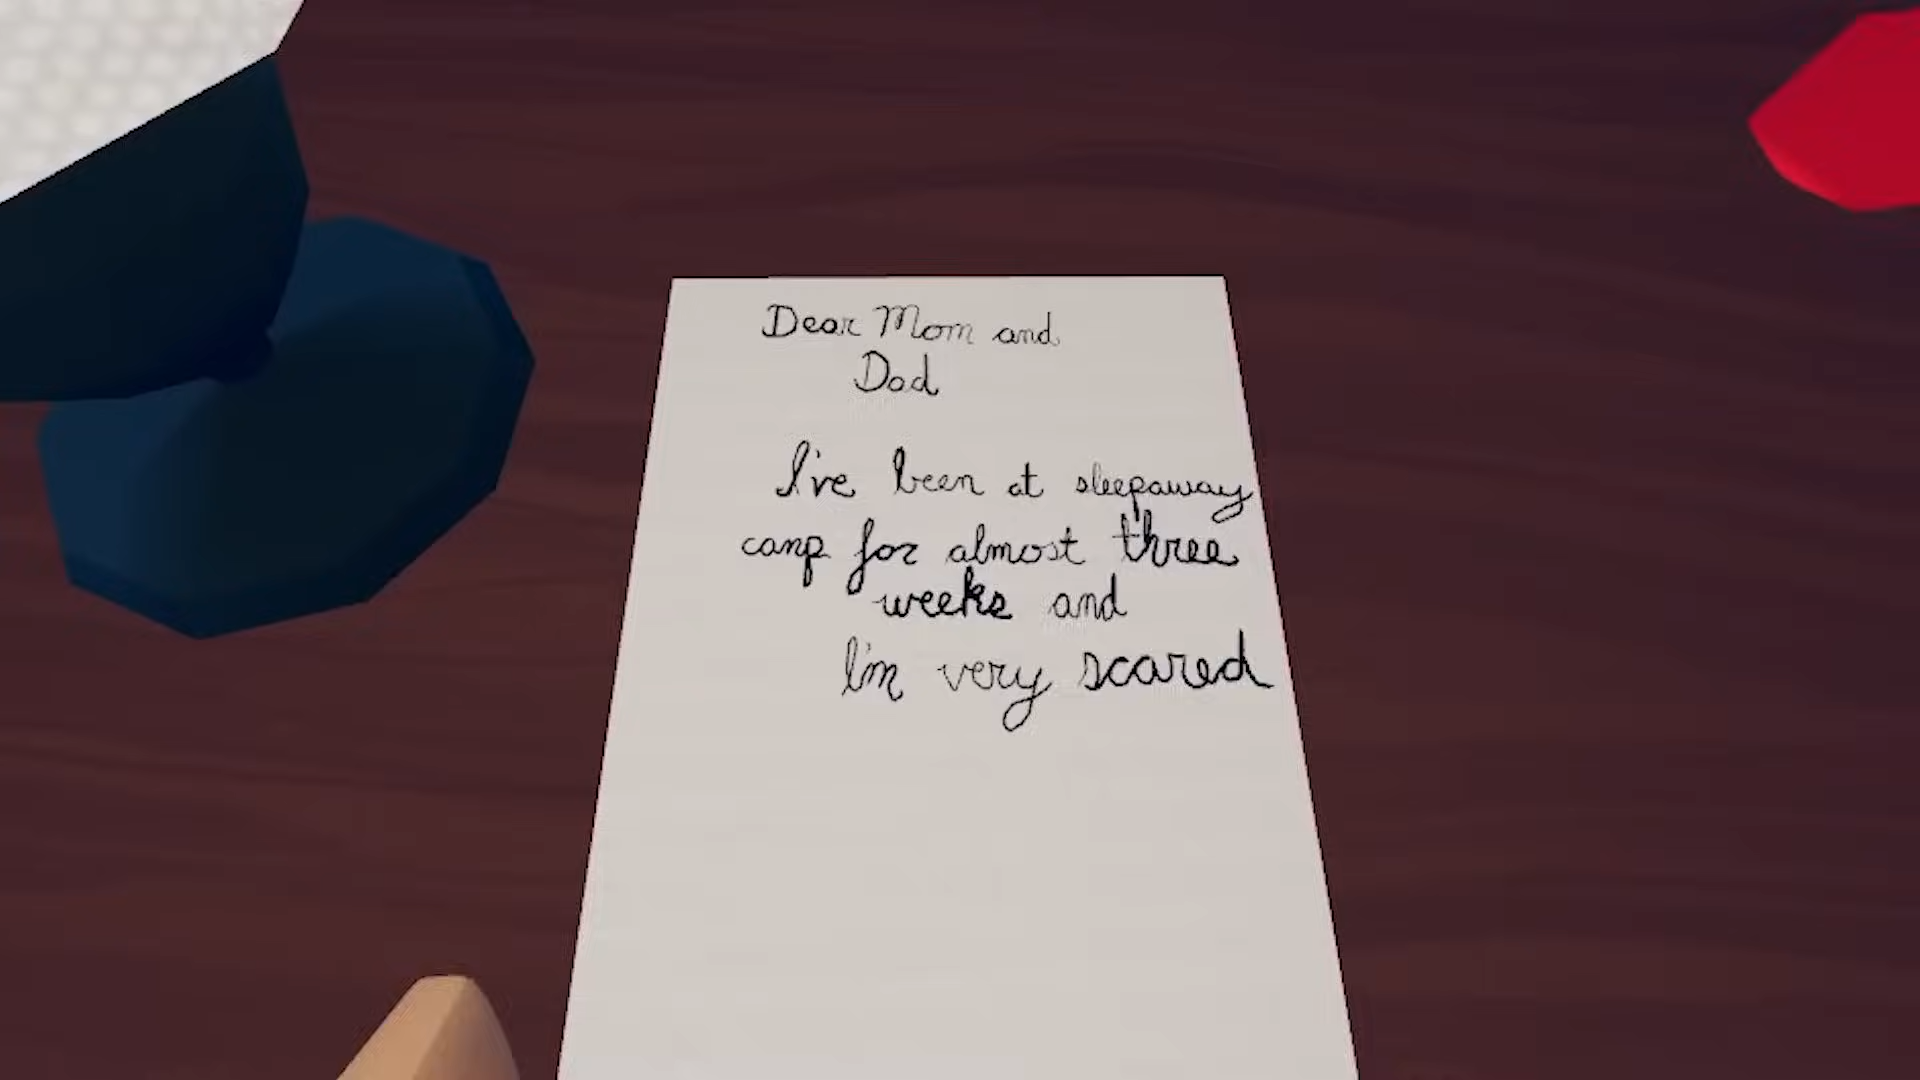 Dear Mom and
Dad
I've been at sleepaway
camp for almost three
weeks and
I'm very scared